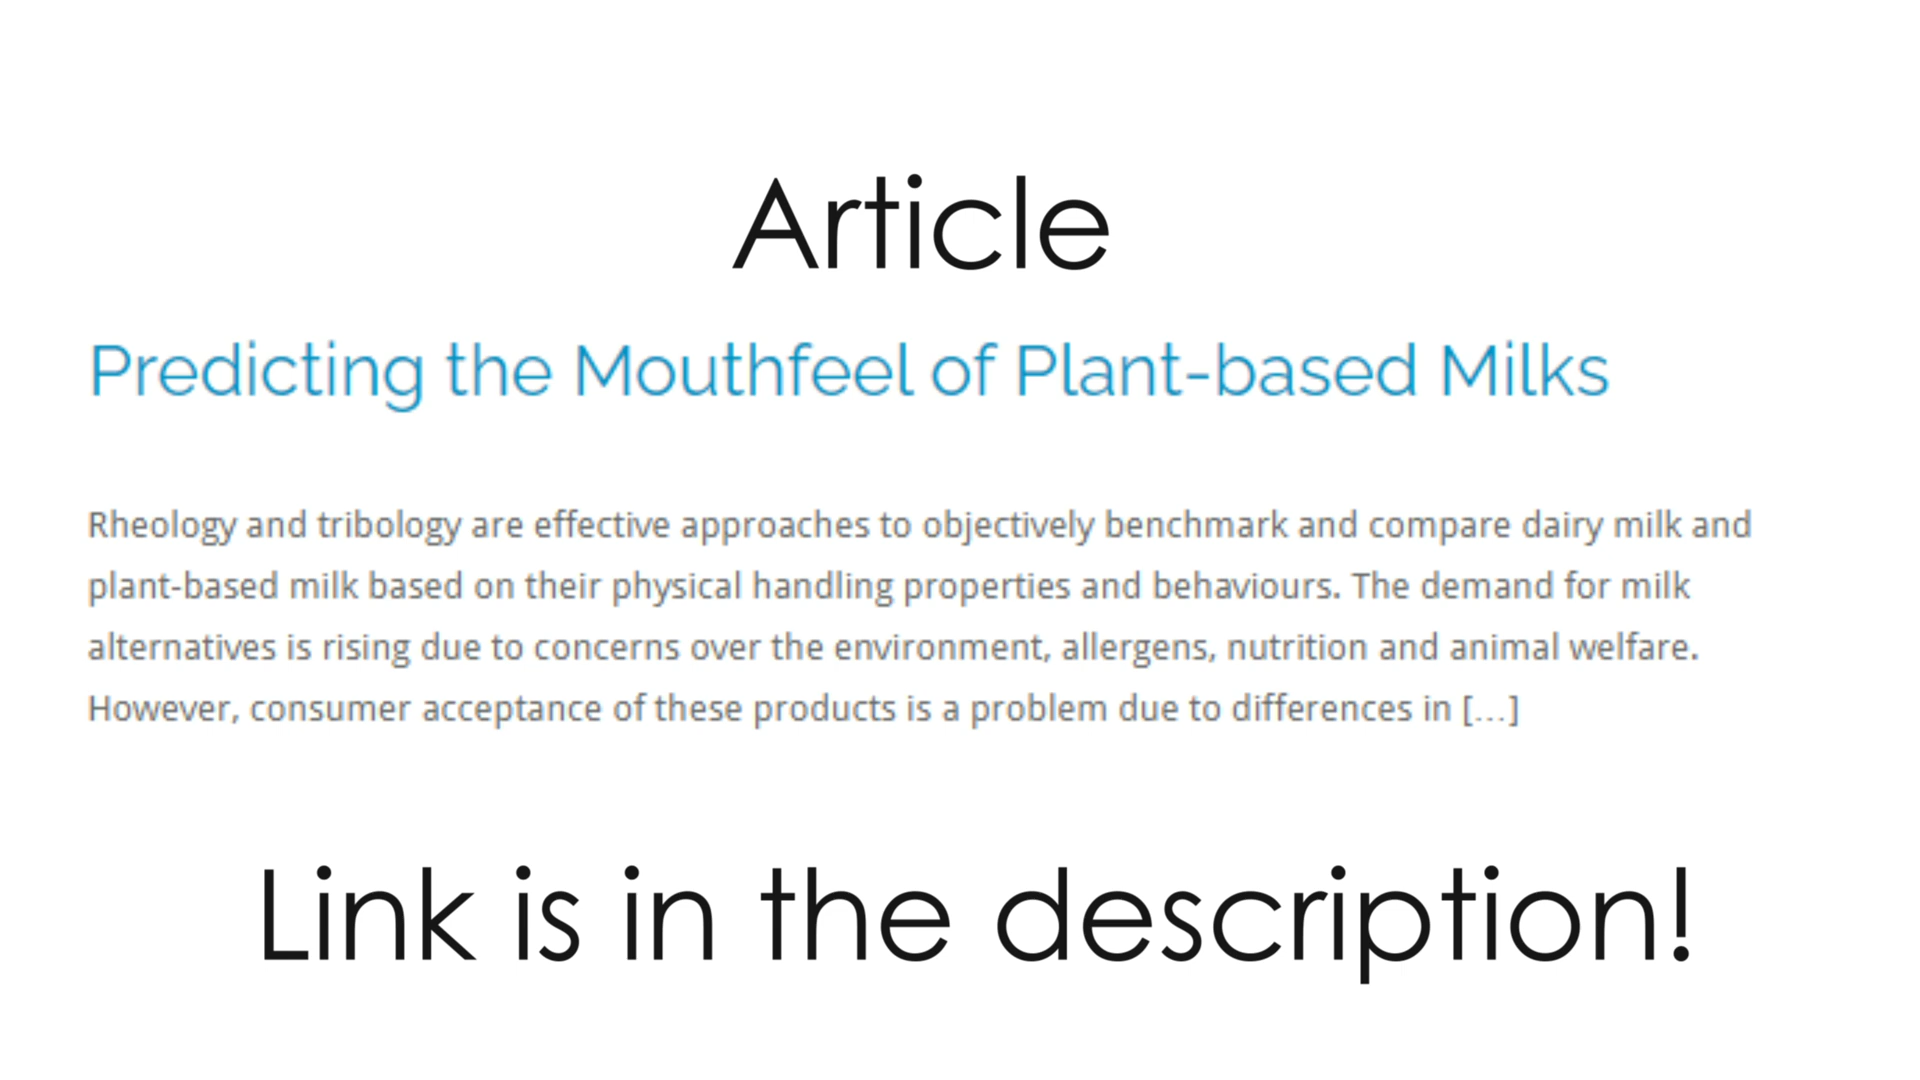 Article
Predicting the Mouthfeel of Plant-based Milks
Rheology and tribology are effective approaches to objectively benchmark and compare dairy milk and
plant-based milk based on their physical handling properties and behaviours. The demand for milk
alternatives is rising due to concerns over the environment, allergens, nutrition and animal welfare.
However, consumer acceptance of these products is a problem due to differences in […]
Link is in the description!